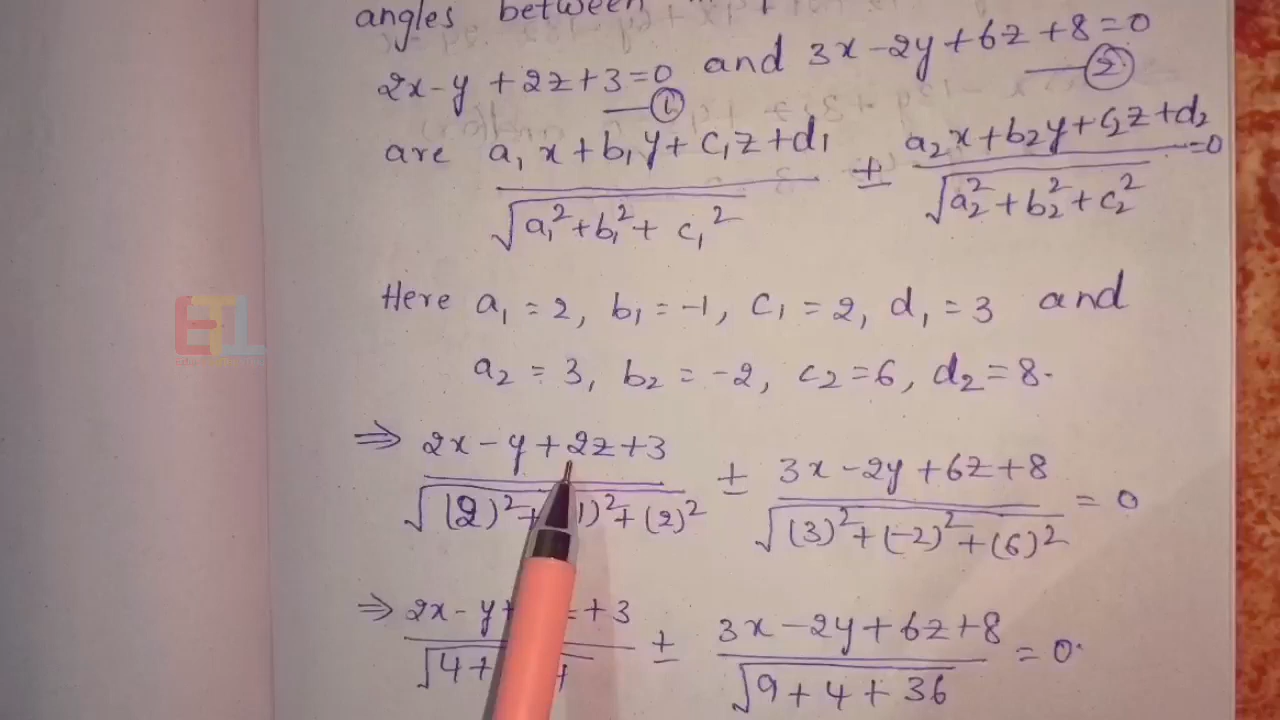 angles between
2x-y+2z+3=0 and 3x-2y+6z+8=0
—① —②
are a₁x+b₁y+c₁z+d₁ ± a₂x+b₂y+c₂z+d₂ =0
√a₁²+b₁²+c₁² √a₂²+b₂²+c₂²
Here a₁=2, b₁=-1, c₁=2, d₁=3 and
a₂=3, b₂=-2, c₂=6, d₂=8.
⇒ 2x-y+2z+3 ± 3x-2y+6z+8 = 0
√(2)²+ 1)²+(2)² √(3)²+(-2)²+(6)²
⇒ 2x-y+ +3 ± 3x-2y+6z+8 = 0.
√4+ + √9+4+36